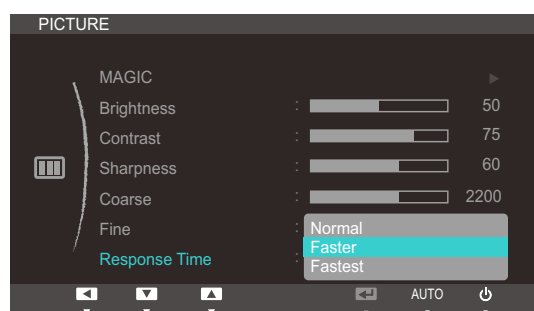 PICTURE
MAGIC
Brightness : 50
Contrast : 75
Sharpness : 60
Coarse : 2200
Fine : Normal
Faster
Response Time : Fastest
AUTO